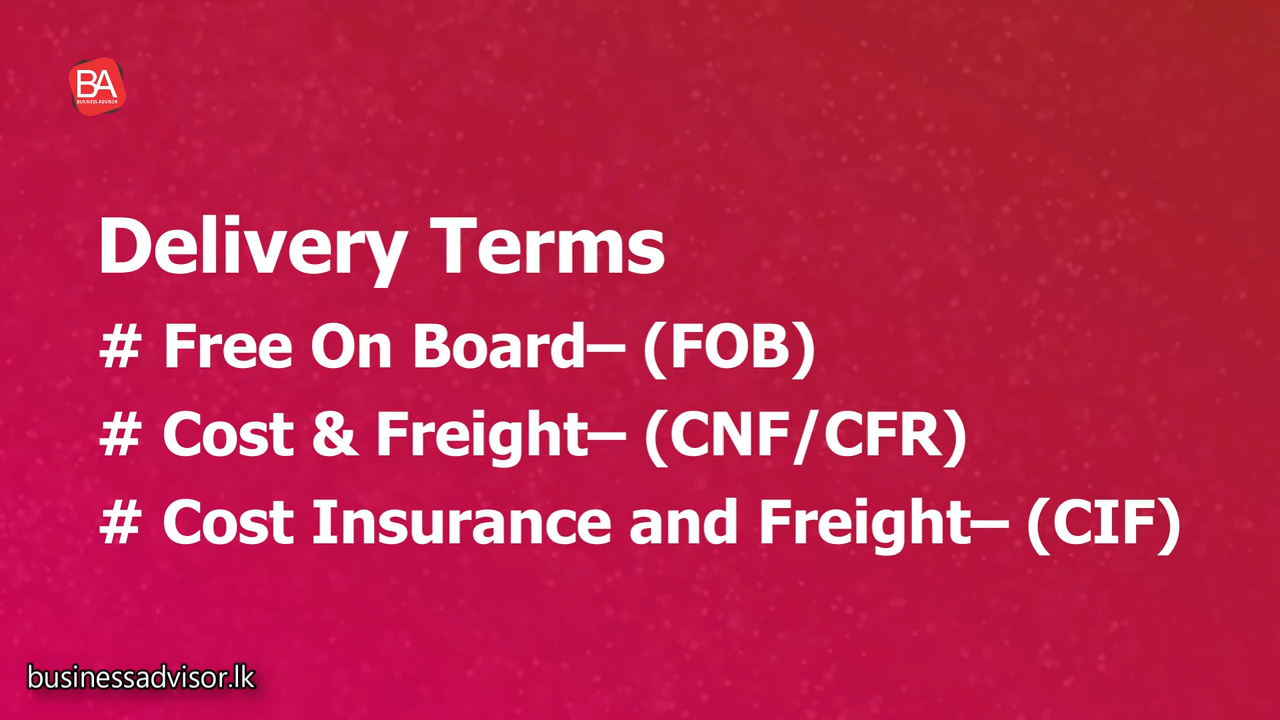 BA
BUSINESS ADVISOR
Delivery Terms
# Free On Board– (FOB)
# Cost & Freight– (CNF/CFR)
# Cost Insurance and Freight– (CIF)
businessadvisor.lk